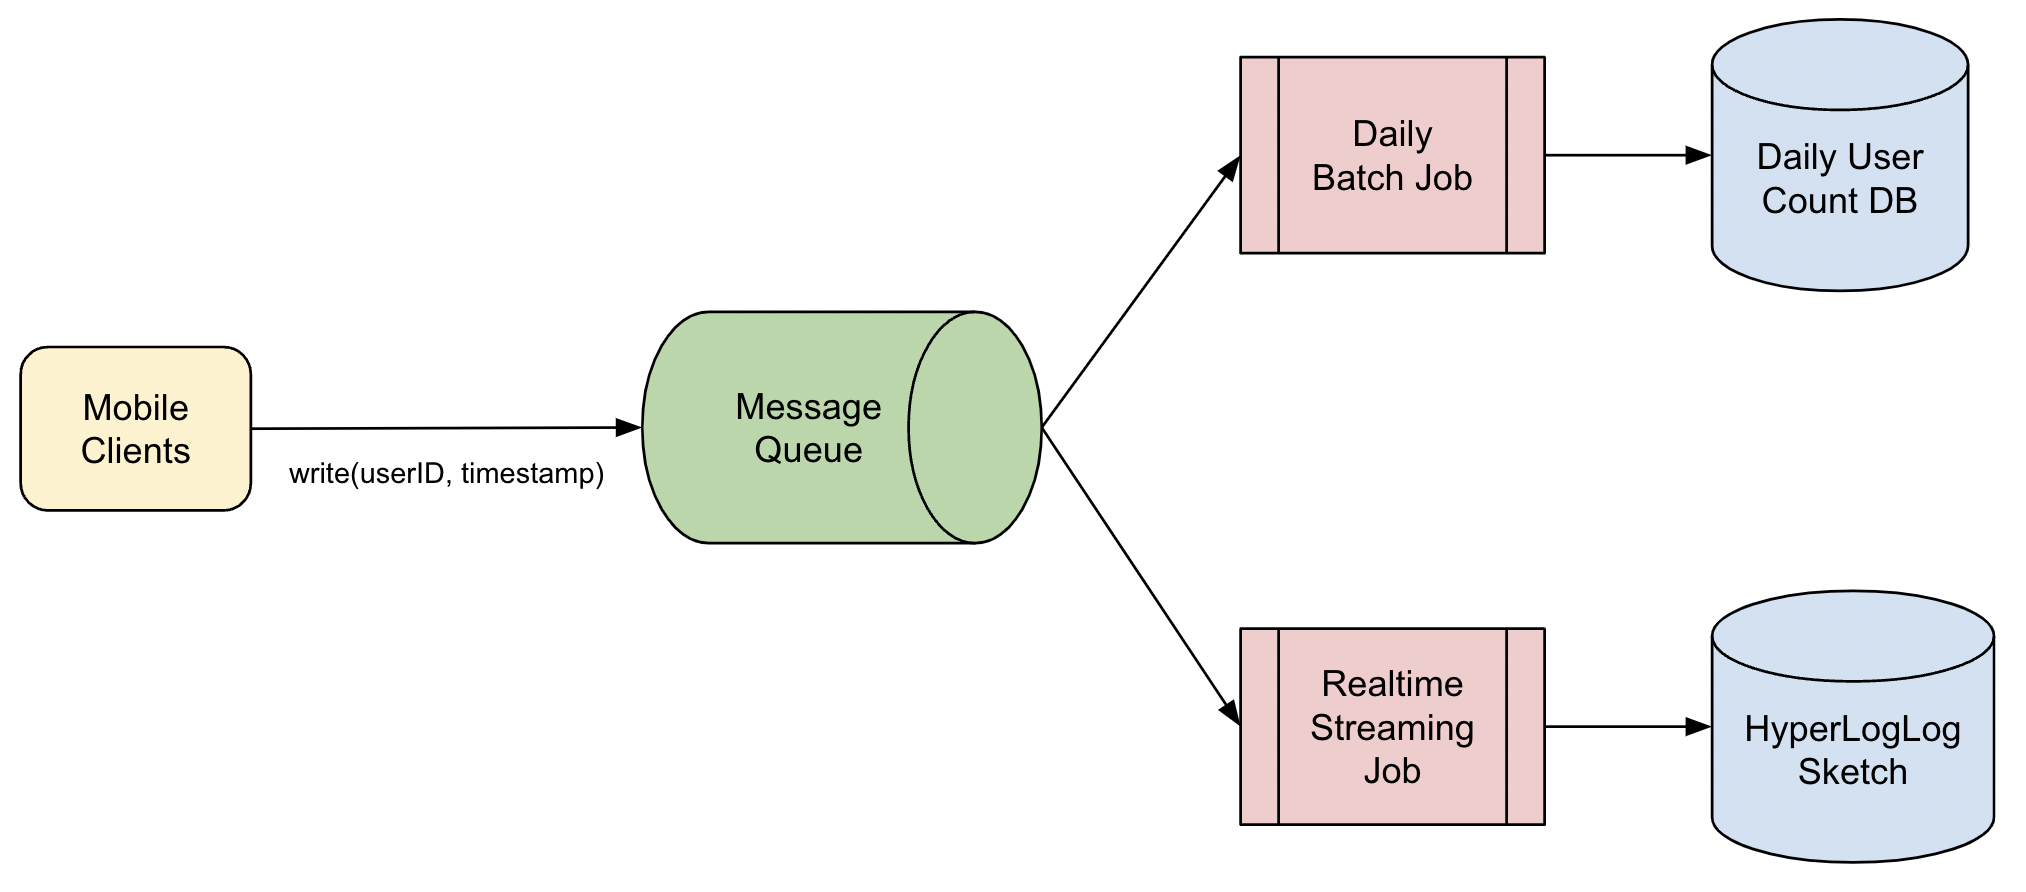 Mobile
Clients
write(userID, timestamp)
Message
Queue
Daily
Batch Job
Daily User
Count DB
Realtime
Streaming
Job
HyperLogLog
Sketch